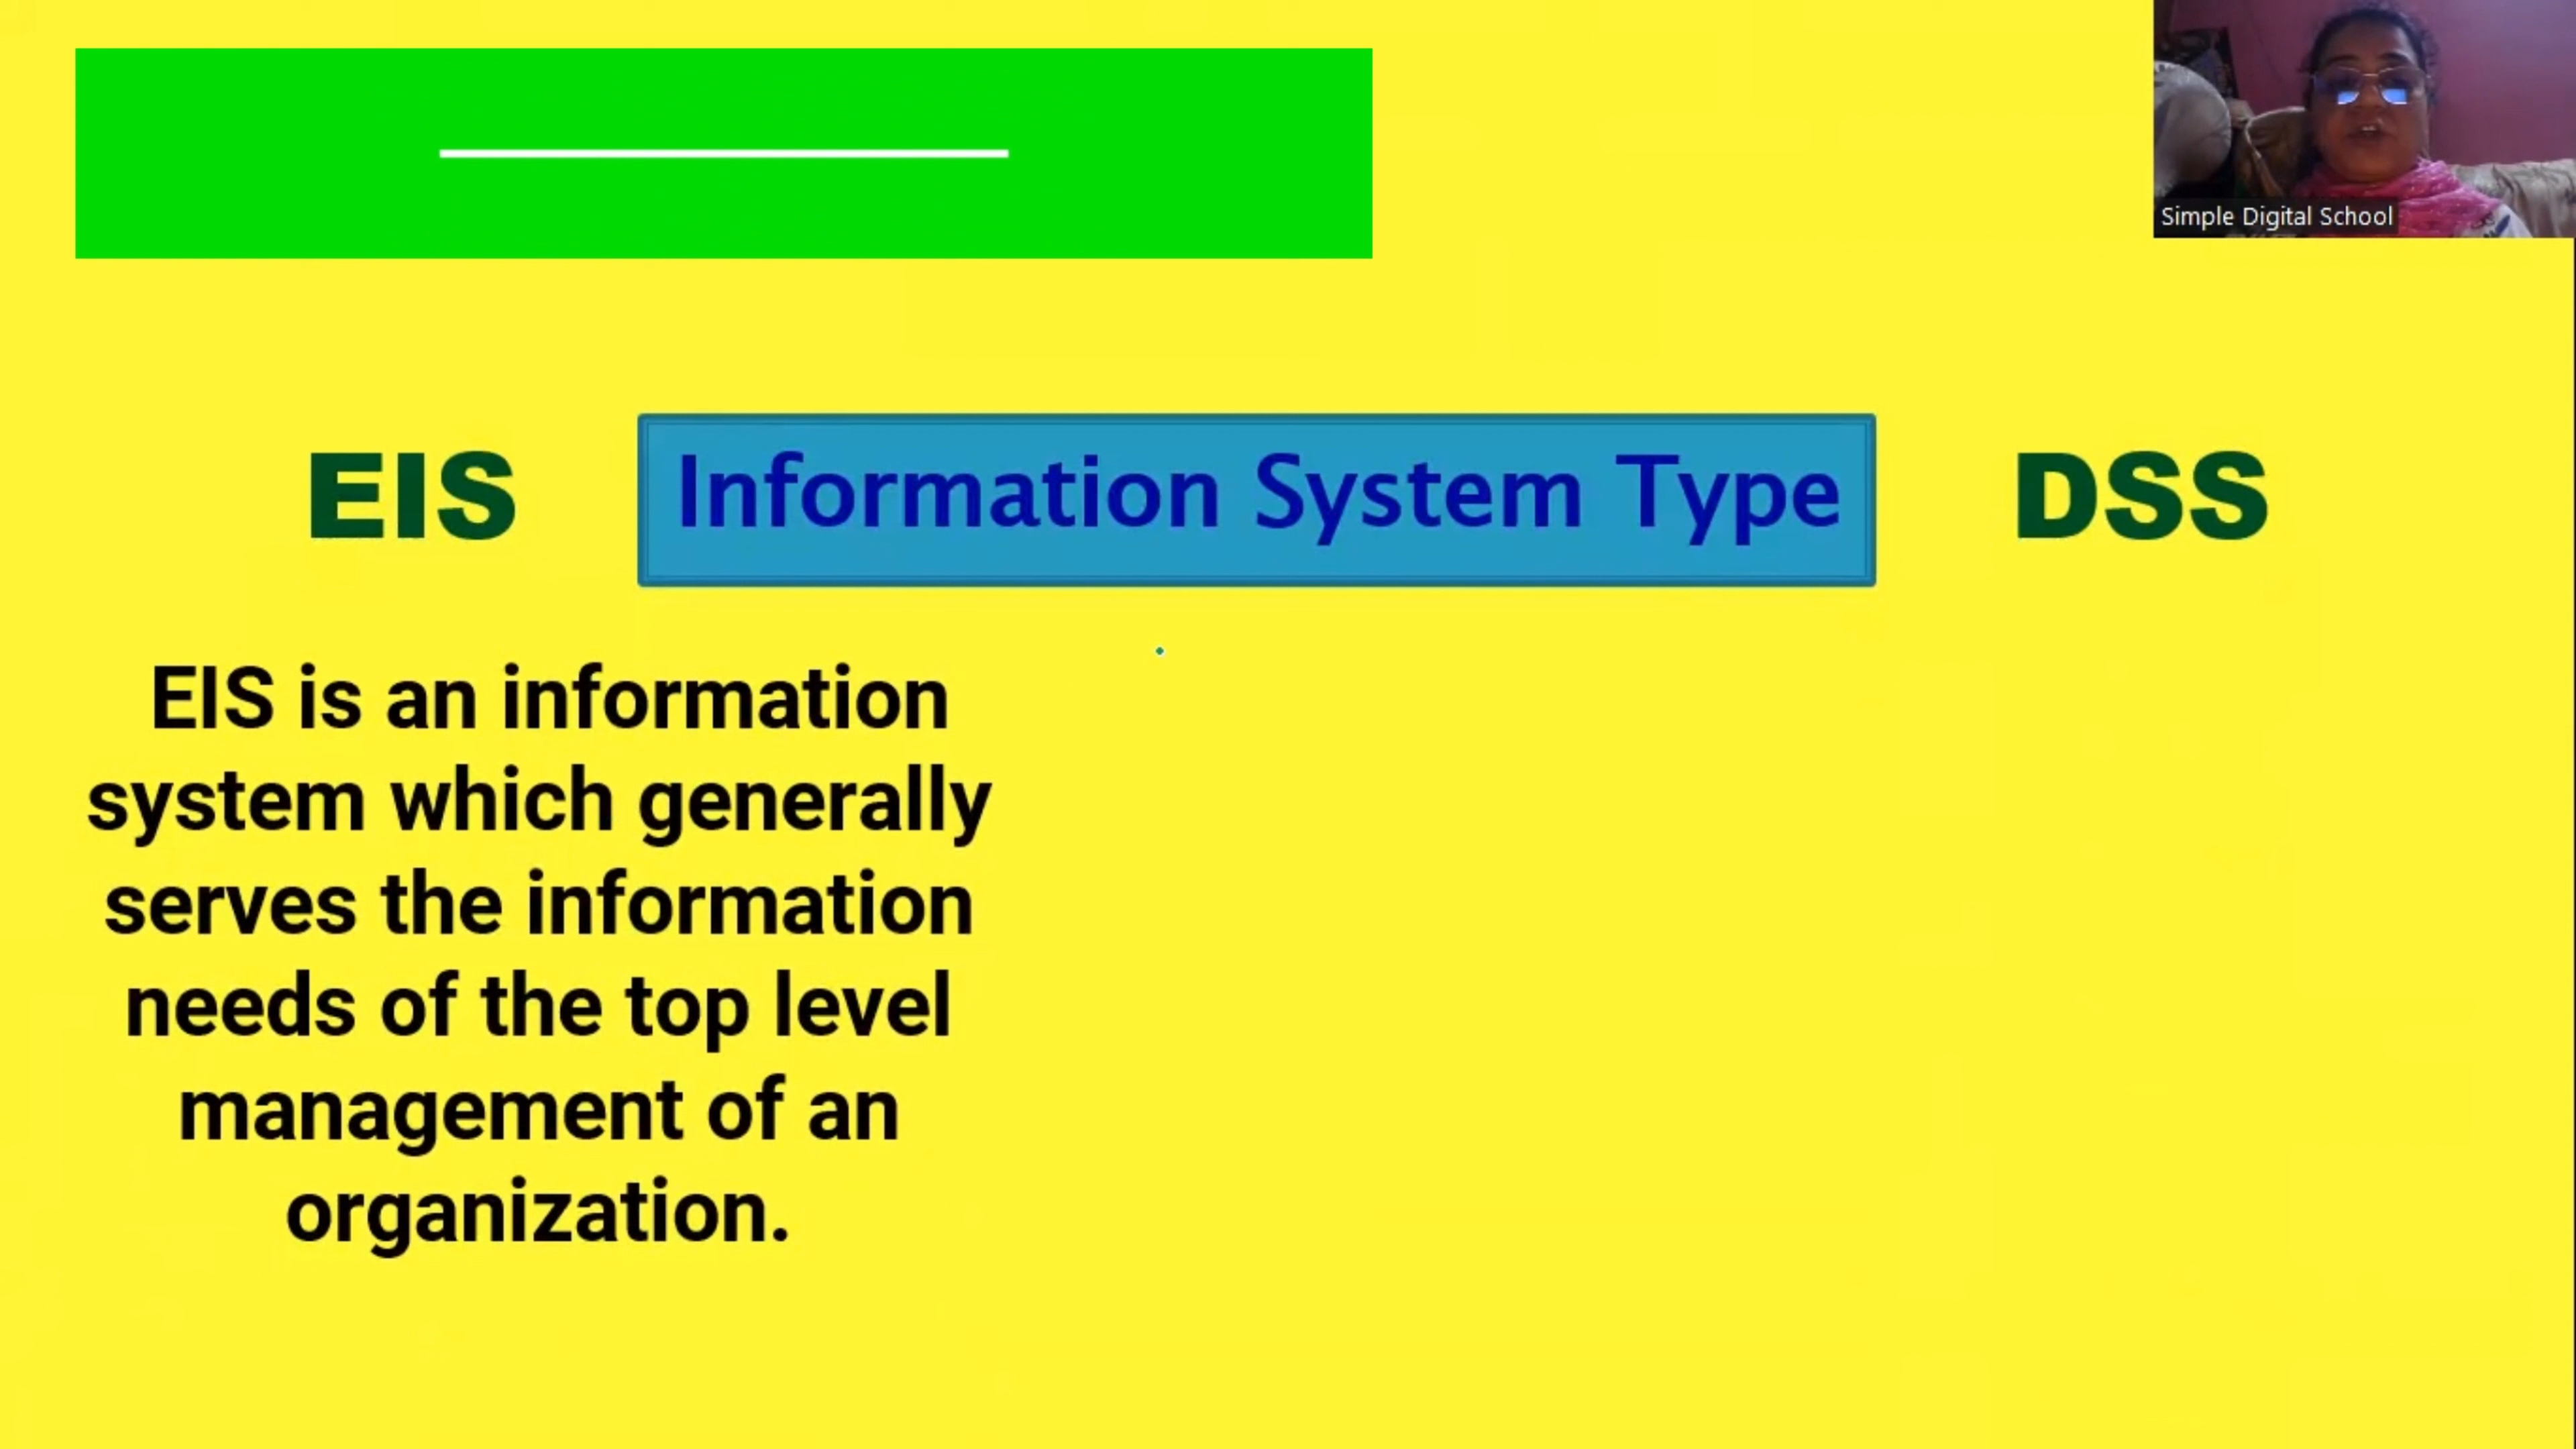 Simple Digital School
EIS
Information System Type
DSS
EIS is an information
system which generally
serves the information
needs of the top level
management of an
organization.